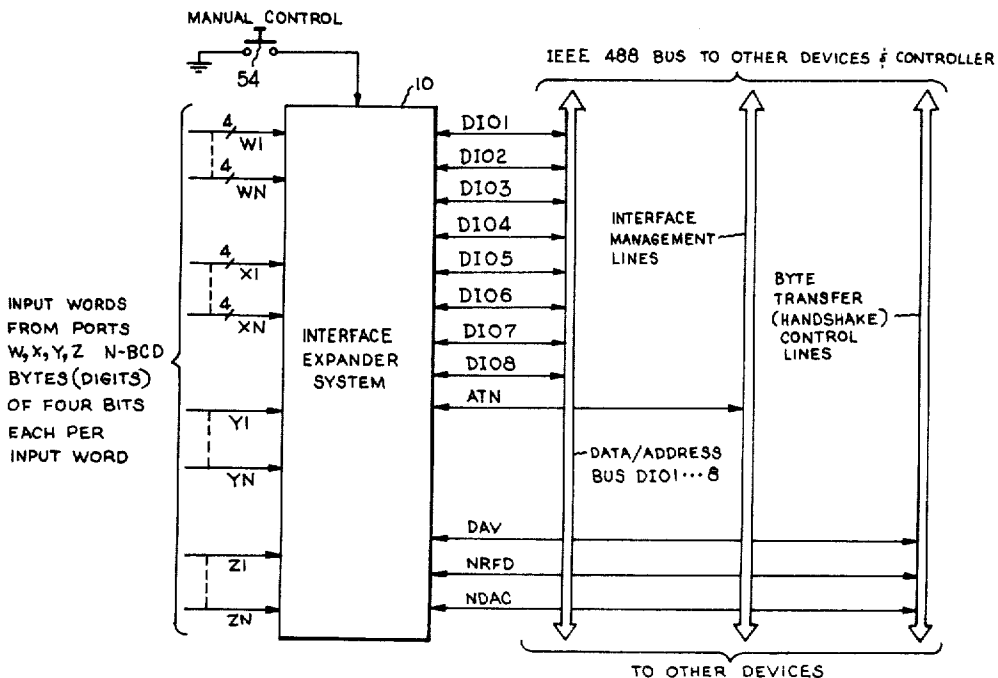 MANUAL CONTROL
54
10
IEEE 488 BUS TO OTHER DEVICES & CONTROLLER
4
W1
4
WN
4
X1
4
XN
Y1
YN
Z1
ZN
INPUT WORDS
FROM PORTS
W,X,Y,Z N-BCD
BYTES(DIGITS)
OF FOUR BITS
EACH PER
INPUT WORD
INTERFACE
EXPANDER
SYSTEM
DIO1
DIO2
DIO3
DIO4
DIO5
DIO6
DIO7
DIO8
ATN
DAV
NRFD
NDAC
INTERFACE
MANAGEMENT
LINES
BYTE
TRANSFER
(HANDSHAKE)
CONTROL
LINES
DATA/ADDRESS
BUS DIO1···8
TO OTHER DEVICES